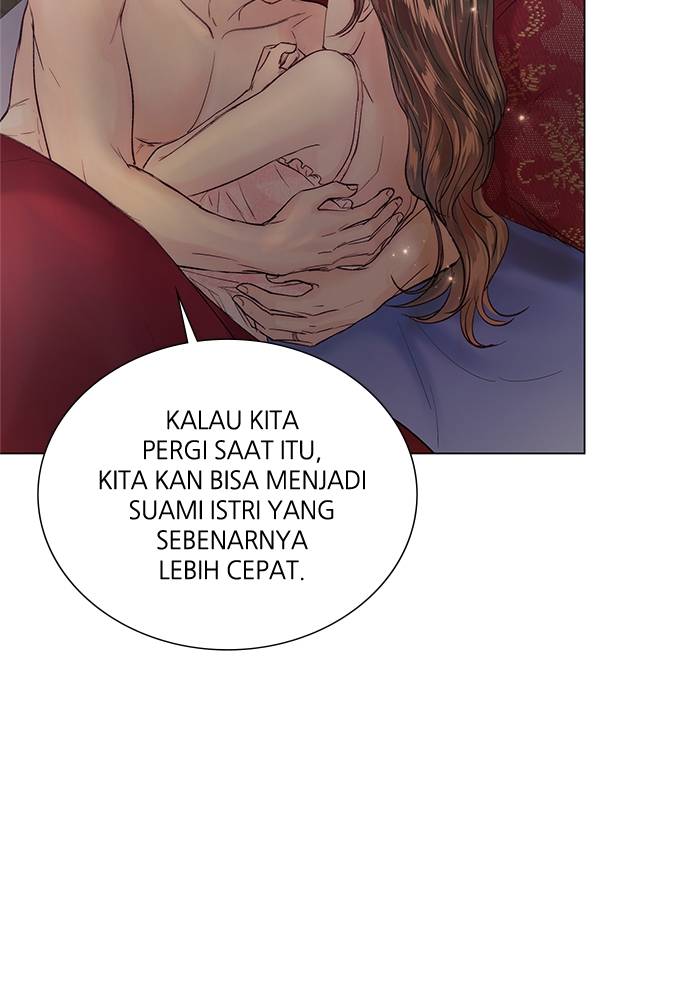 KALAU KITA
PERGI SAAT ITU,
KITA KAN BISA MENJADI
SUAMI ISTRI YANG
SEBENARNYA
LEBIH CEPAT.